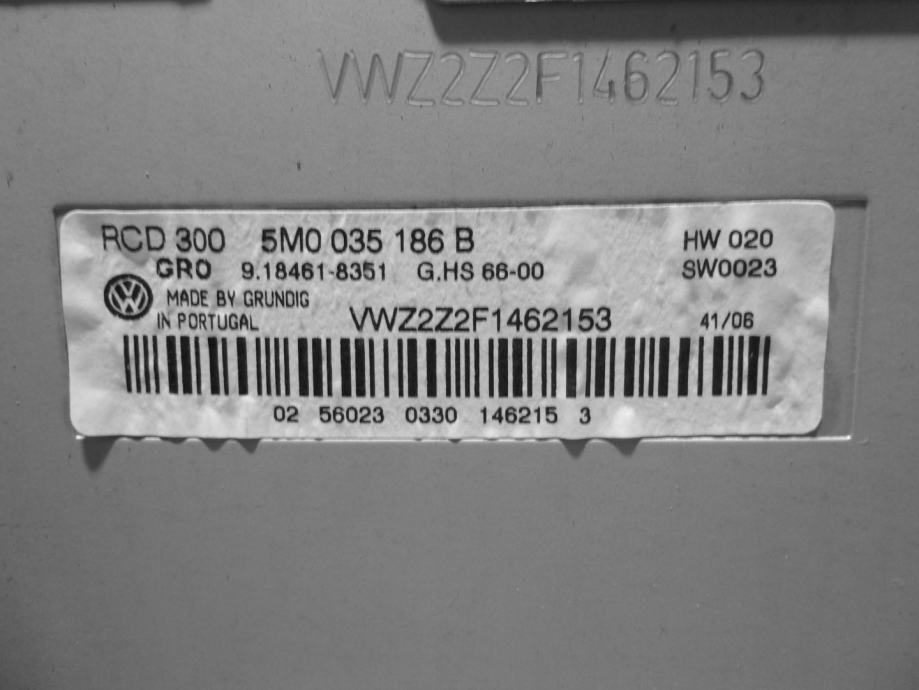 VWZ2Z2F1462153
RCD 300 5M0 035 186 B HW 020
GRO 9.18461-8351 G.HS 66-00 SW0023
MADE BY GRUNDIG
IN PORTUGAL VWZ2Z2F1462153 41/06
02 56023 0330 146215 3